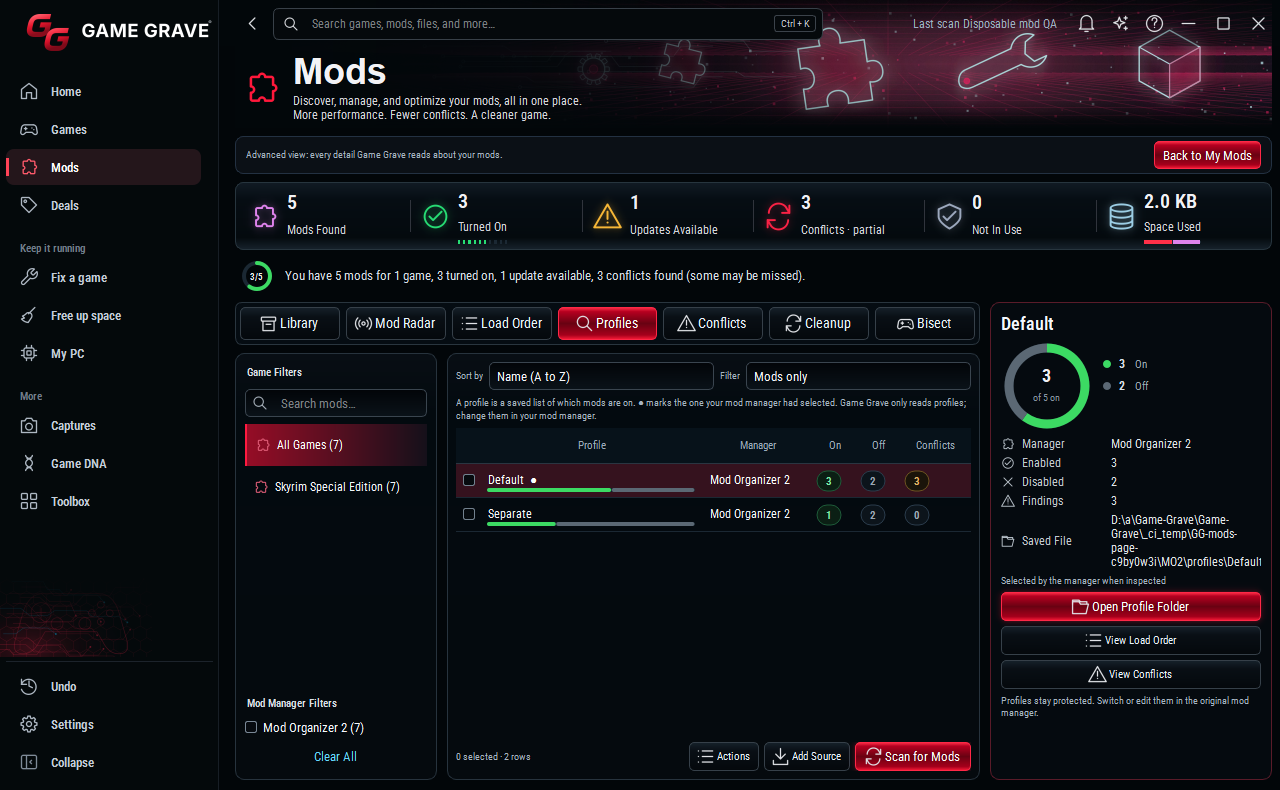 GAME GRAVE
Search games, mods, files, and more...
Ctrl + K
Last scan Disposable mod QA
Home
Games
Mods
Deals
Keep it running
Fix a game
Free up space
My PC
More
Captures
Game DNA
Toolbox
Undo
Settings
Collapse
Mods
Discover, manage, and optimize your mods, all in one place.
More performance. Fewer conflicts. A cleaner game.
Advanced view: every detail Game Grave reads about your mods.
Back to My Mods
5
Mods Found
3
Turned On
1
Updates Available
3
Conflicts · partial
0
Not In Use
2.0 KB
Space Used
3/5
You have 5 mods for 1 game, 3 turned on, 1 update available, 3 conflicts found (some may be missed).
Library
Mod Radar
Load Order
Profiles
Conflicts
Cleanup
Bisect
Game Filters
Search mods...
All Games (7)
Skyrim Special Edition (7)
Mod Manager Filters
Mod Organizer 2 (7)
Clear All
Sort by
Name (A to Z)
Filter
Mods only
A profile is a saved list of which mods are on. ● marks the one your mod manager had selected. Game Grave only reads profiles;
change them in your mod manager.
Profile Manager On Off Conflicts
Default ● Mod Organizer 2 3 2 3
Separate Mod Organizer 2 1 2 0
0 selected · 2 rows
Actions
Add Source
Scan for Mods
Default
3
of 5 on
3 On
2 Off
Manager Mod Organizer 2
Enabled 3
Disabled 2
Findings 3
Saved File
D:\a\Game-Grave\Game-
Grave\_ci_temp\GG-mods-
page-
c9by0w3i\MO2\profiles\Default
Selected by the manager when inspected
Open Profile Folder
View Load Order
View Conflicts
Profiles stay protected. Switch or edit them in the original mod
manager.